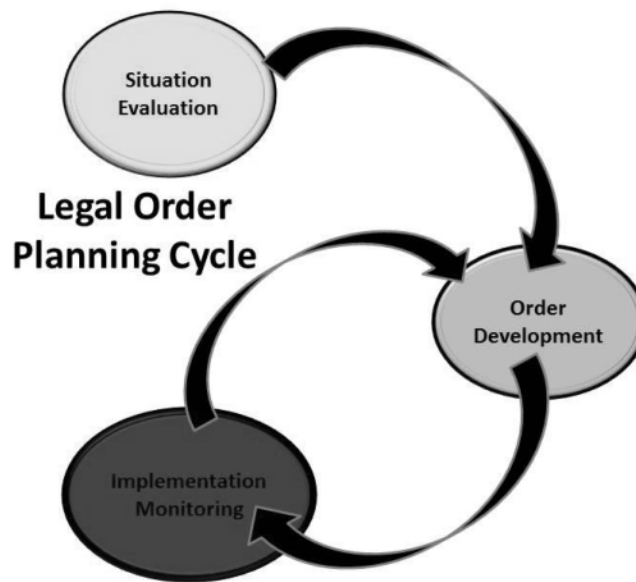 Situation
Evaluation
Legal Order
Planning Cycle
Order
Development
Implementation
Monitoring